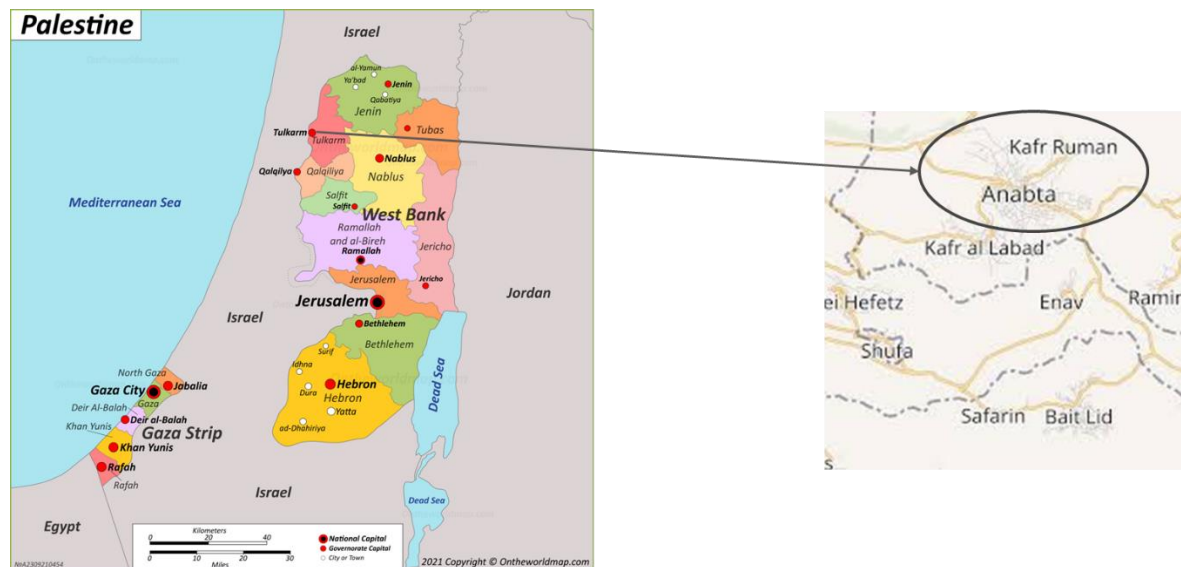 Palestine
Israel
al-Yamun
Ya'bad
Jenin
Qabatiya
Jenin
Tulkarm
Tulkarm
Tubas
Nablus
Qalqilya
Qalqiliya
Nablus
Mediterranean Sea
Salfit
Salfit
West Bank
Ramallah
and al-Bireh
Ramallah
Jericho
Jerusalem
Jericho
Jerusalem
Jordan
Israel
Bethlehem
Bethlehem
Surif
Idhna
North Gaza
Jabalia
Gaza City
Gaza
Hebron
Dura
Hebron
Yatta
Dead Sea
Deir Al-Balah
Deir al-Balah
Khan Yunis
Gaza Strip
ad-Dhahiriya
Khan Yunis
Rafah
Rafah
Israel
Dead Sea
Egypt
Kilometers
0 20 40
0 10 20 30
Miles
National Capital
Governorate Capital
City or Town
NtA2309210454
2021 Copyright © Ontheworldmap.com
Kafr Ruman
Anabta
Kafr al Labad
ei Hefetz
Enav
Ramin
Shufa
Safarin
Bait Lid
s